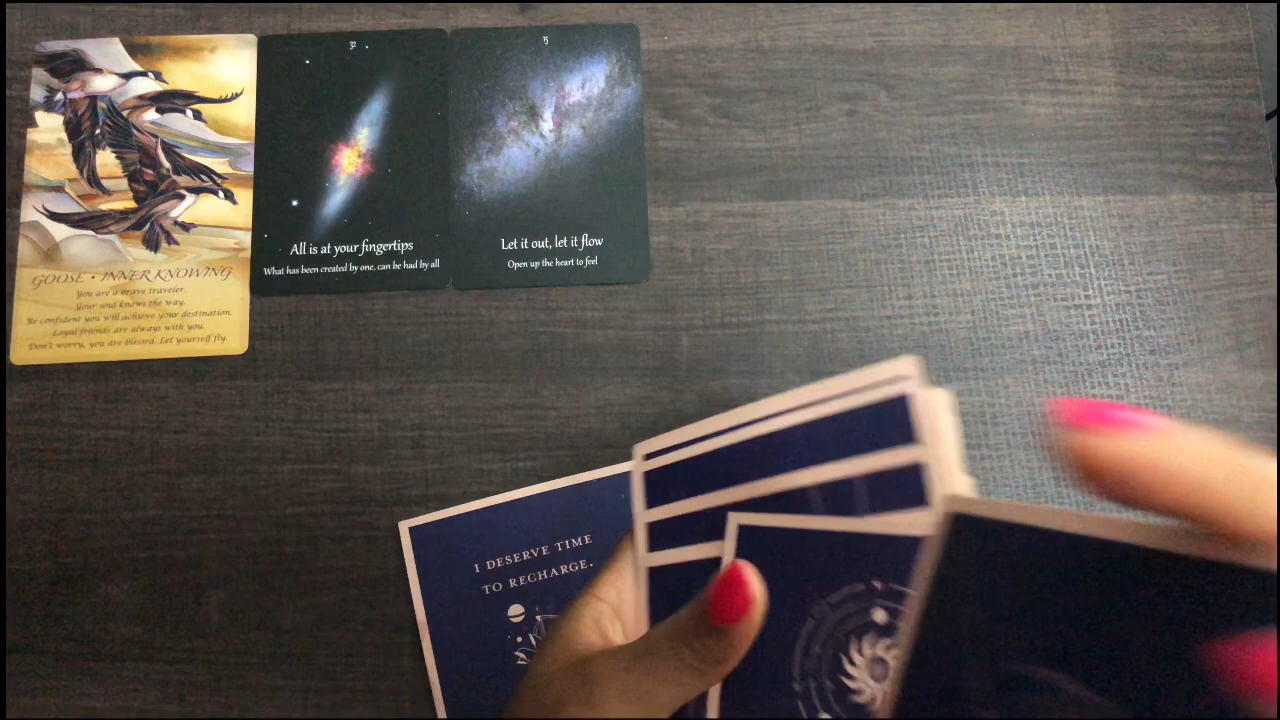 GOOSE • INNER KNOWING
You are a brave traveler.
Your soul knows the way.
Be confident you will achieve your destination.
Loyal friends are always with you.
Don't worry, you are blessed. Let yourself fly.
32
All is at your fingertips
What has been created by one, can be had by all
15
Let it out, let it flow
Open up the heart to feel
I DESERVE TIME
TO RECHARGE.